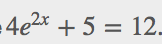 4e^{2x} + 5 = 12.